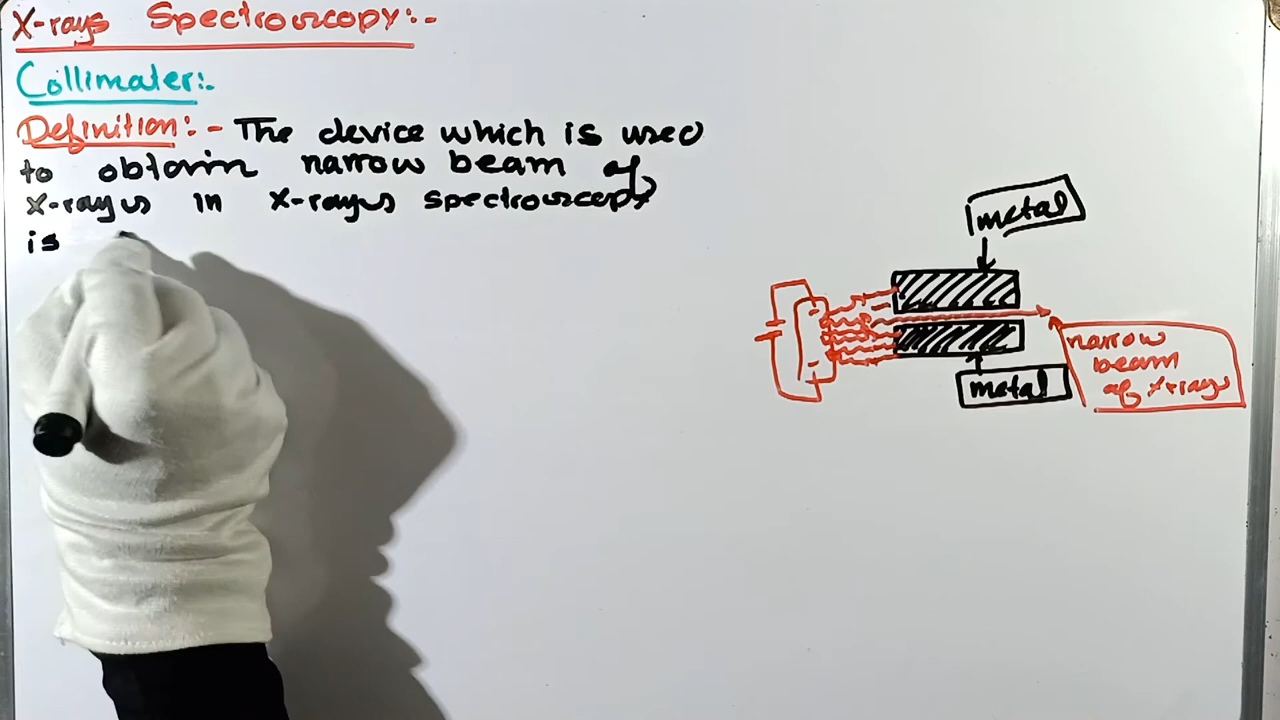 X-rays Spectroscopy:-
Collimater:-
Definition:- The device which is used
to obtain narrow beam of
X-rays in X-rays spectroscopy
is
metal
metal
narrow
beam
of X-rays